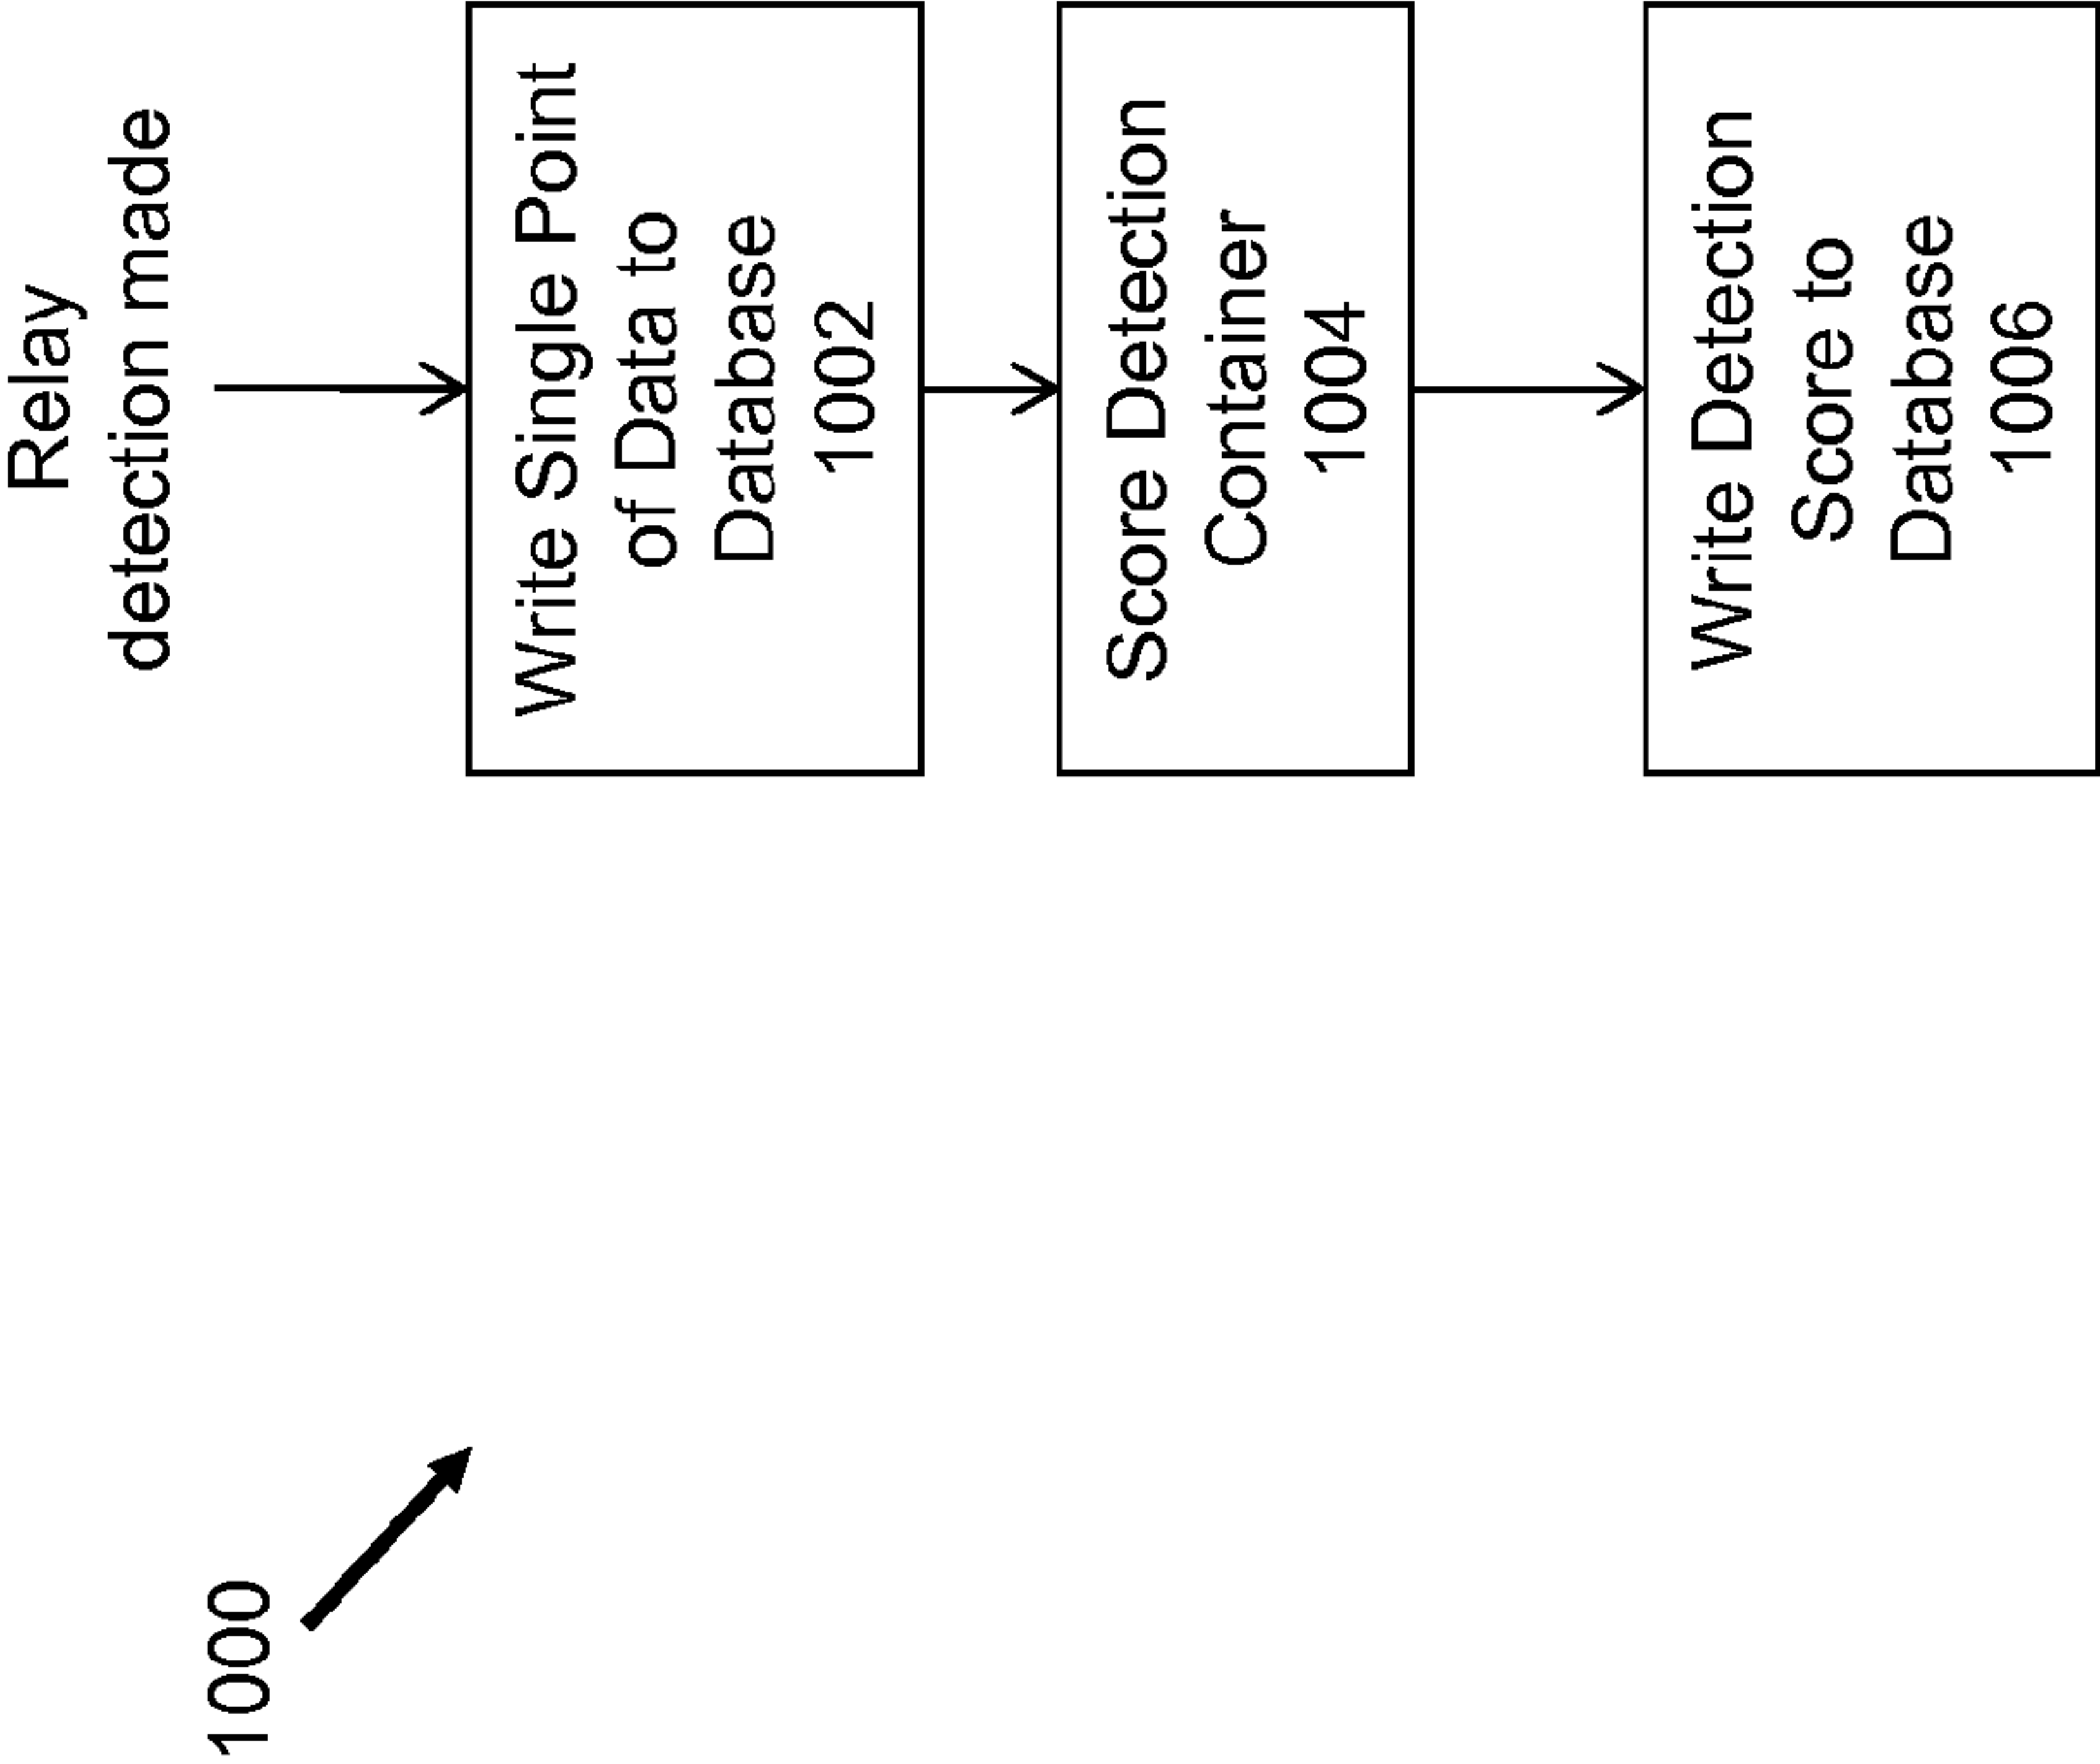 1000
Relay
detection made
Write Single Point
of Data to
Database
1002
Score Detection
Container
1004
Write Detection
Score to
Database
1006